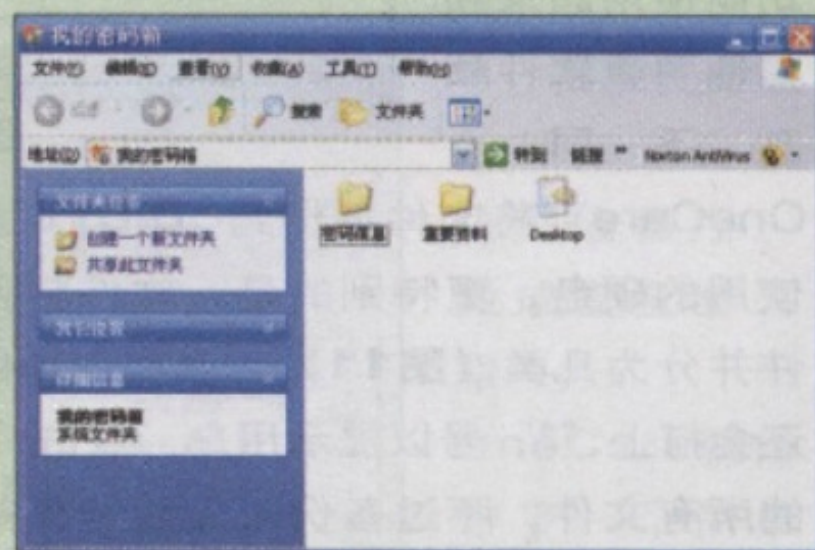 我的密码箱
文件(F) 编辑(E) 查看(V) 收藏(A) 工具(T) 帮助(H)
后退 搜索 文件夹
地址(D) 我的密码箱 转到 链接 » Norton AntiVirus
文件夹任务
创建一个新文件夹
共享此文件夹
其它位置
详细信息
我的密码箱
系统文件夹
密码信息 重要资料 Desktop